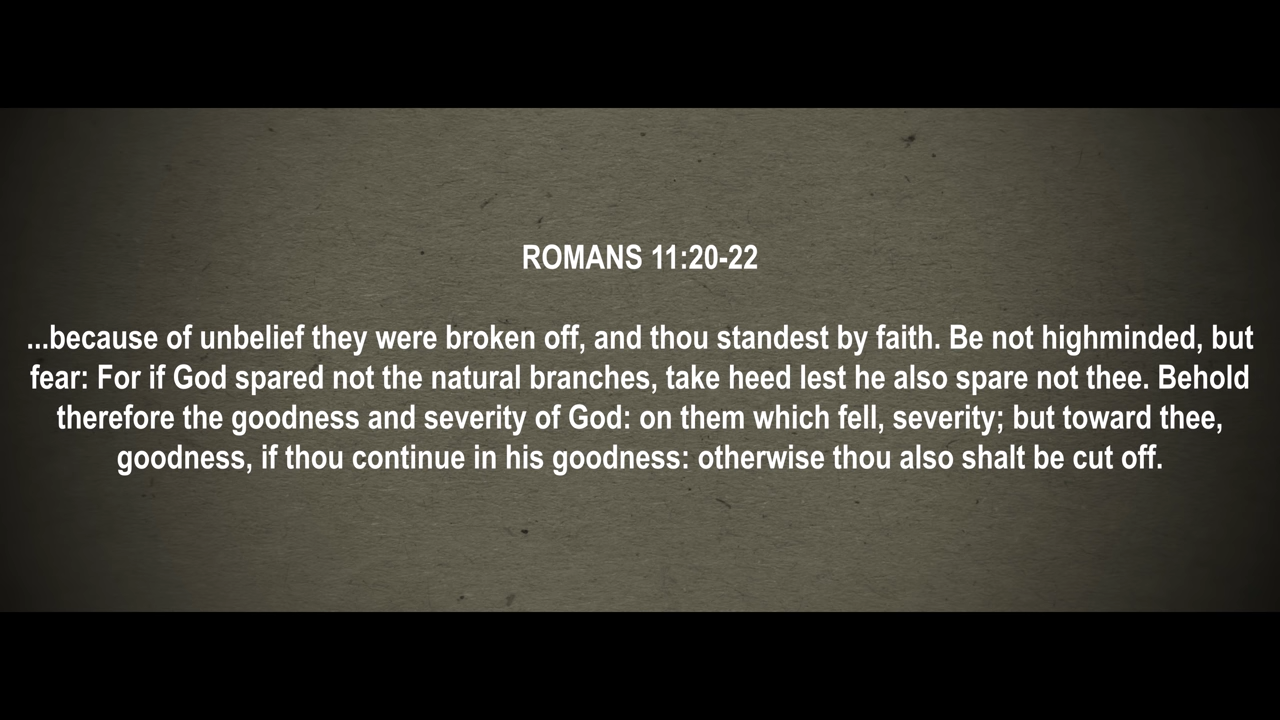 ROMANS 11:20-22
...because of unbelief they were broken off, and thou standest by faith. Be not highminded, but
fear: For if God spared not the natural branches, take heed lest he also spare not thee. Behold
therefore the goodness and severity of God: on them which fell, severity; but toward thee,
goodness, if thou continue in his goodness: otherwise thou also shalt be cut off.